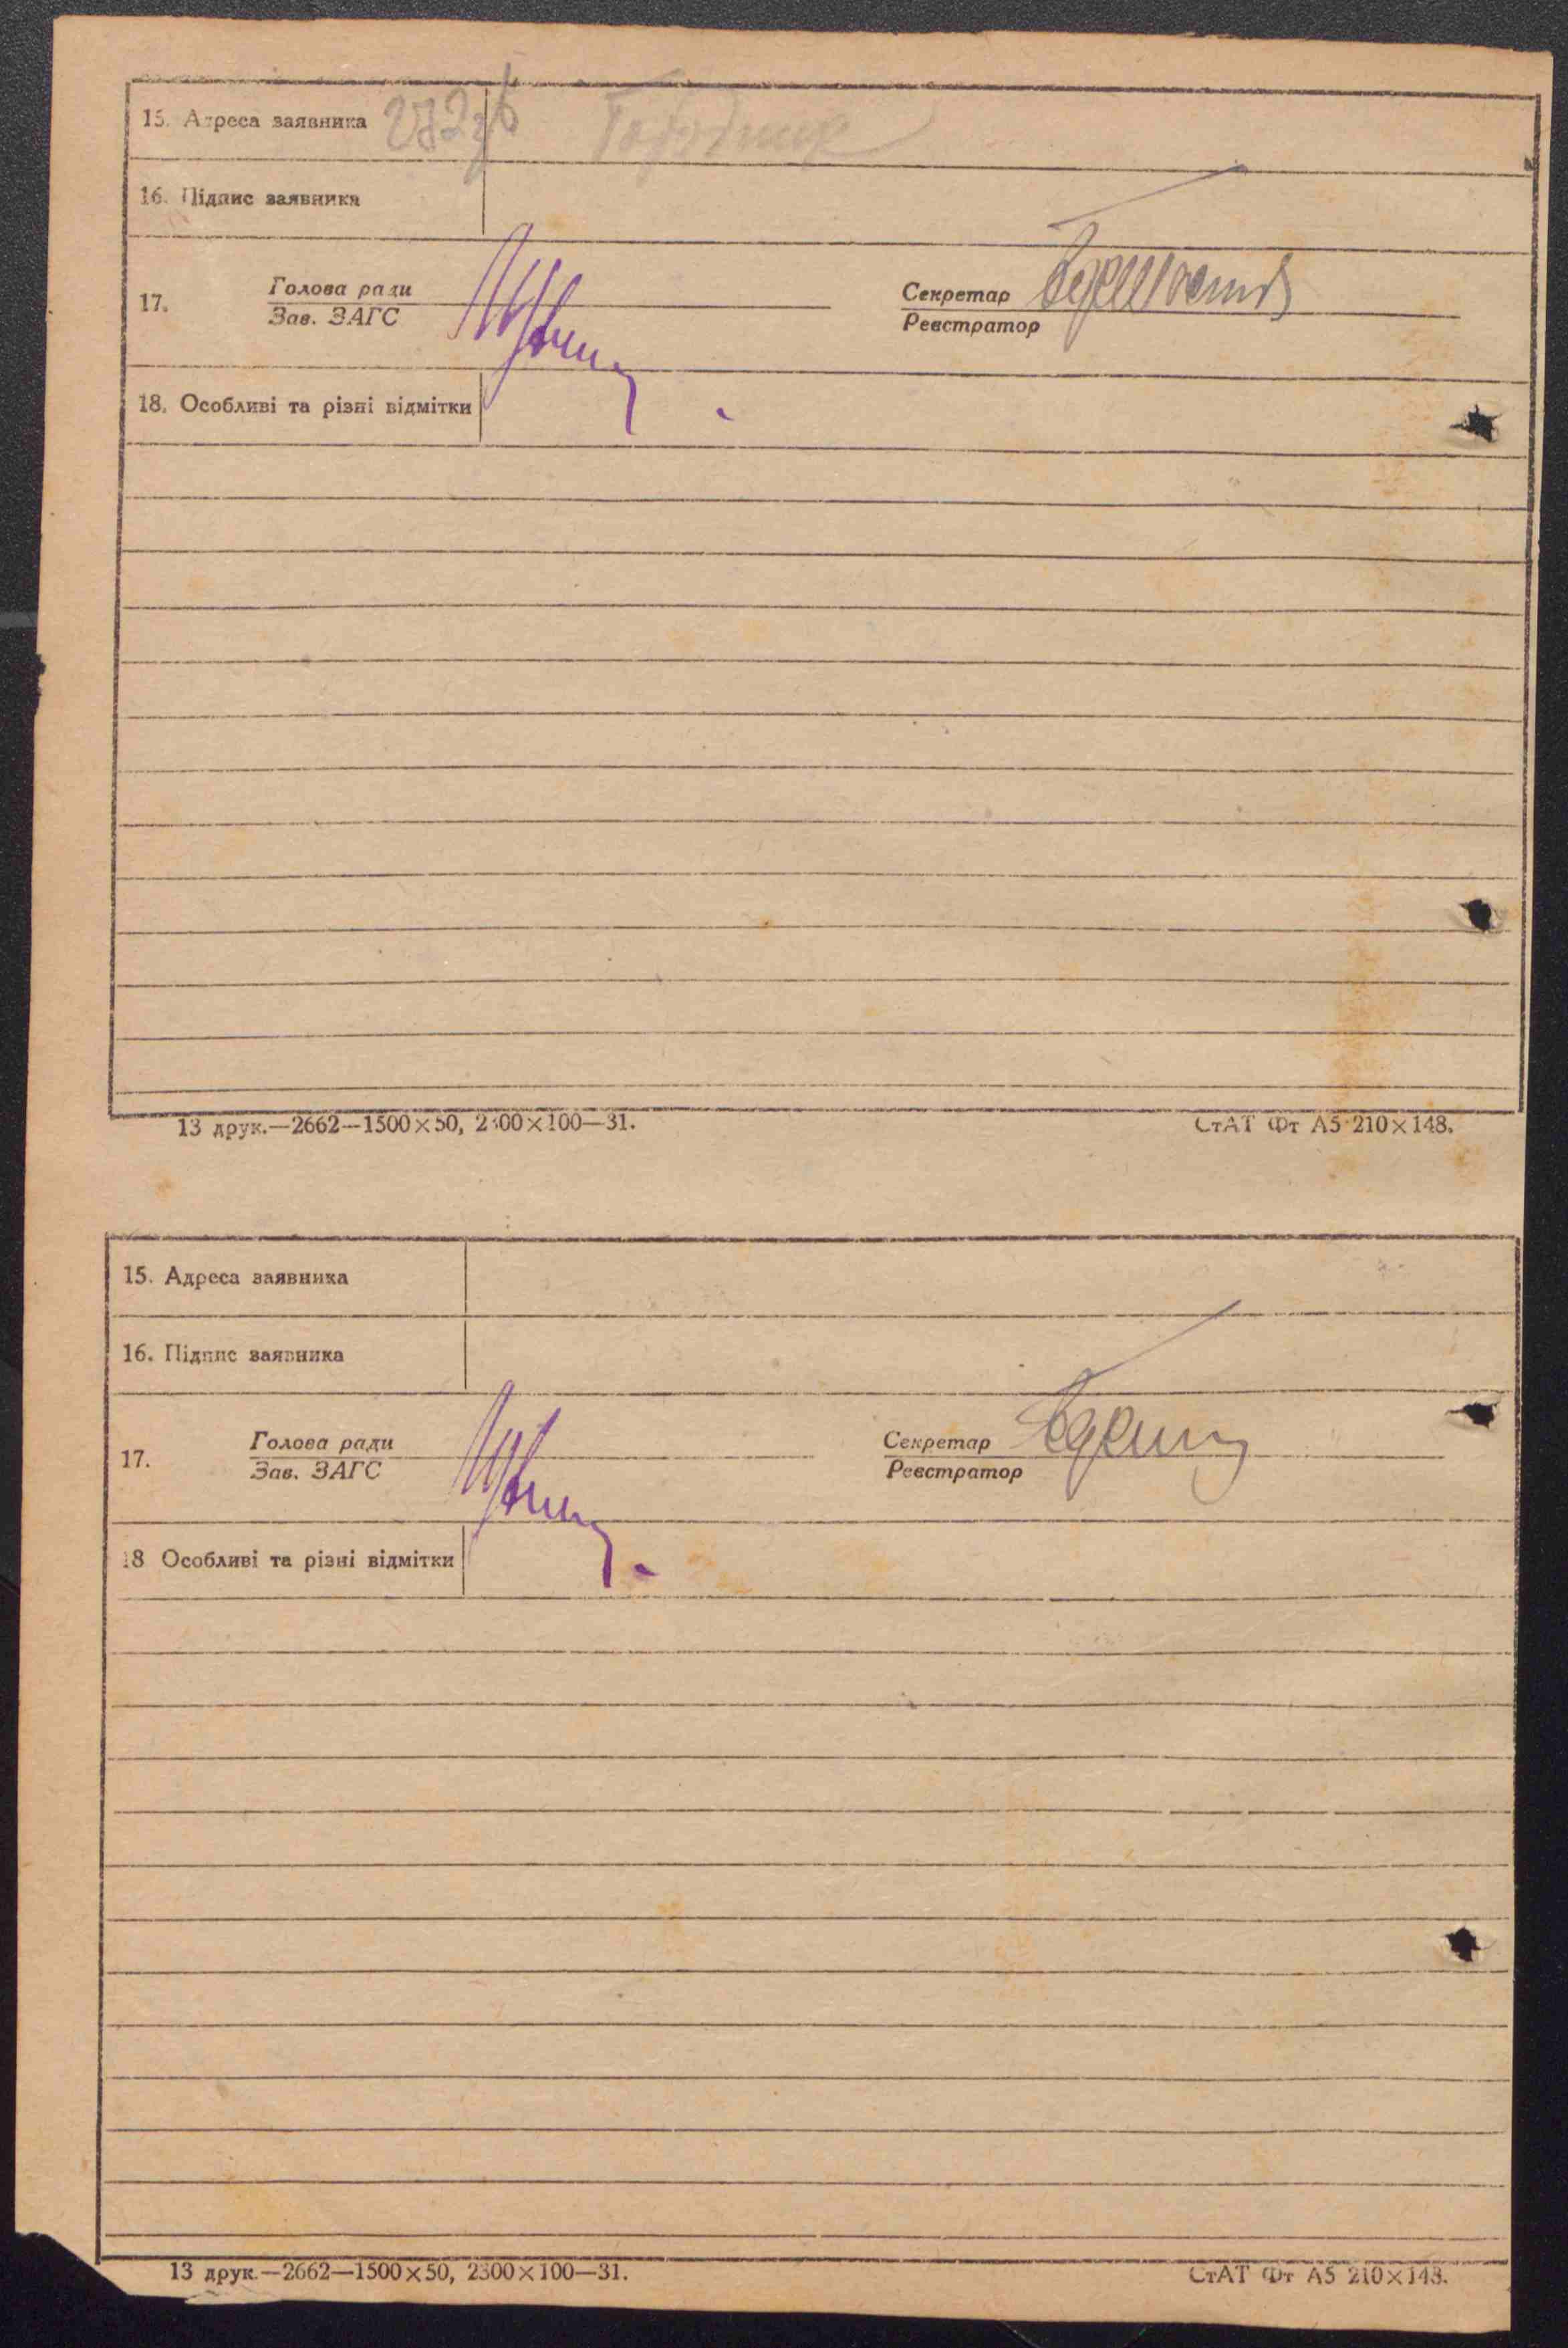 15. Адреса заявника
16. Підпис заявника
17. Голова ради
Зав. ЗАГС
Секретар
Реєстратор
18. Особливі та різні відмітки
13 друк.—2662—1500×50, 2300×100—31. СтАТ Фт А5 210×148.
15. Адреса заявника
16. Підпис заявника
17. Голова ради
Зав. ЗАГС
Секретар
Реєстратор
18 Особливі та різні відмітки
13 друк.—2662—1500×50, 2300×100—31. СтАТ Фт А5 210×148.